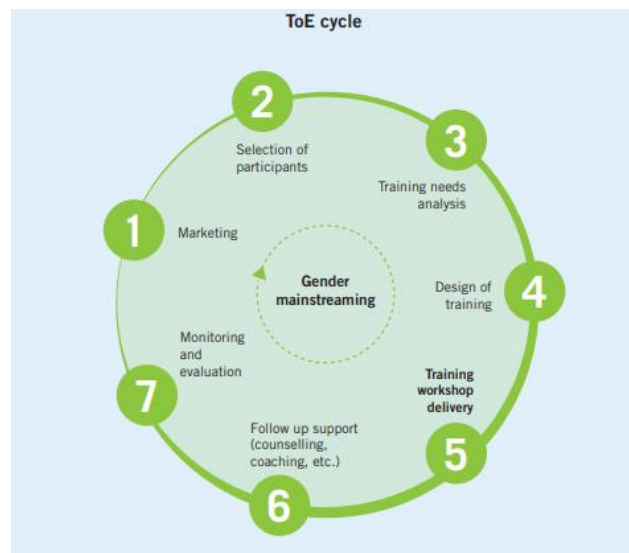 ToE cycle
1
Marketing
2
Selection of
participants
3
Training needs
analysis
4
Design of
training
5
Training
workshop
delivery
6
Follow up support
(counselling,
coaching, etc.)
7
Monitoring
and
evaluation
Gender
mainstreaming